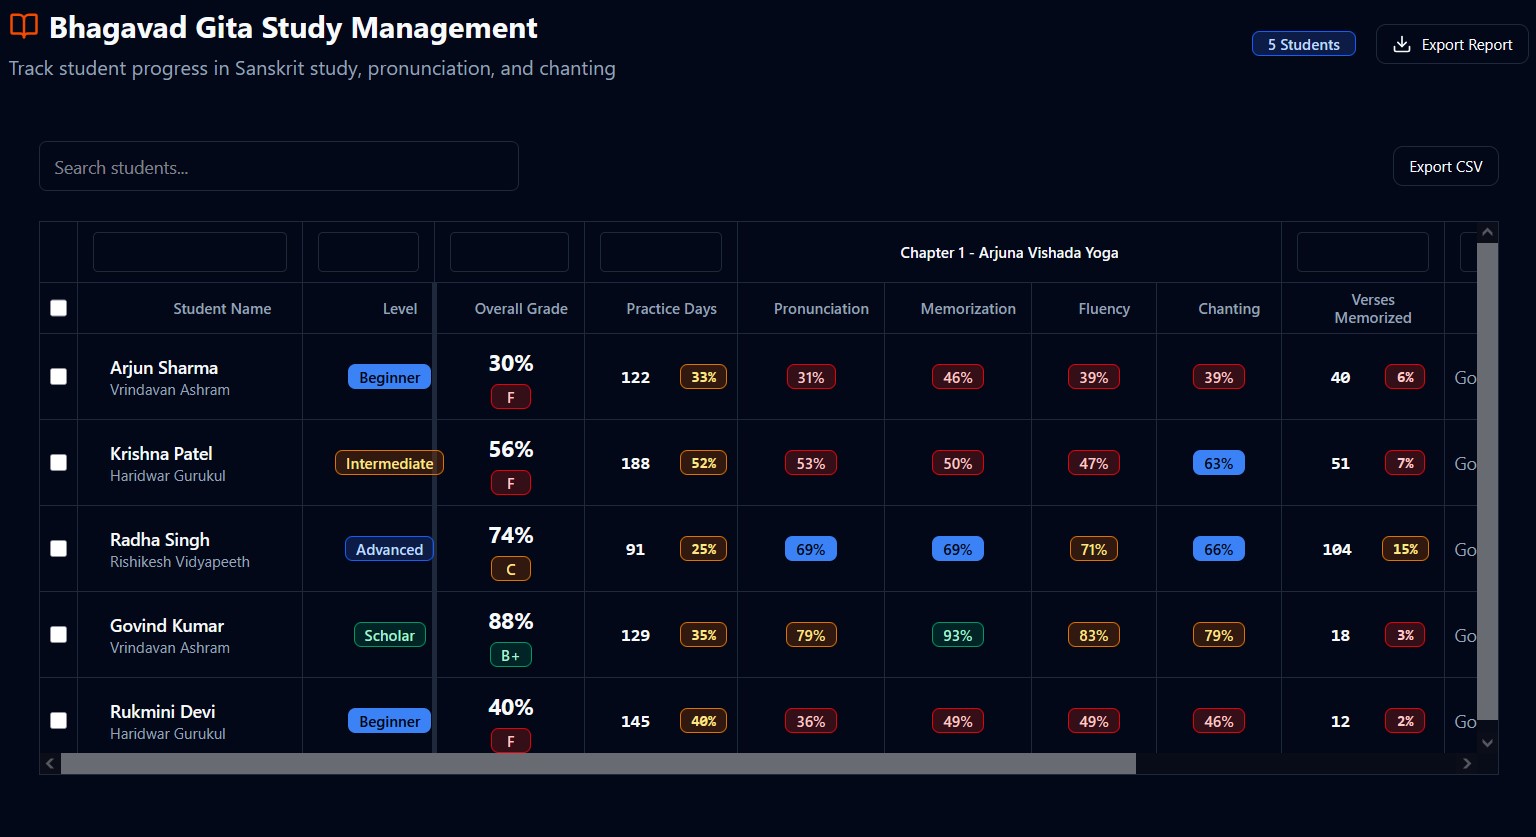 Bhagavad Gita Study Management
Track student progress in Sanskrit study, pronunciation, and chanting
5 Students
Export Report
Search students...
Export CSV
Chapter 1 - Arjuna Vishada Yoga
Student Name Level Overall Grade Practice Days Pronunciation Memorization Fluency Chanting Verses Memorized
Arjun Sharma
Vrindavan Ashram
Beginner
30%
F
122 33% 31% 46% 39% 39% 40 6% Go
Krishna Patel
Haridwar Gurukul
Intermediate
56%
F
188 52% 53% 50% 47% 63% 51 7% Go
Radha Singh
Rishikesh Vidyapeeth
Advanced
74%
C
91 25% 69% 69% 71% 66% 104 15% Go
Govind Kumar
Vrindavan Ashram
Scholar
88%
B+
129 35% 79% 93% 83% 79% 18 3% Go
Rukmini Devi
Haridwar Gurukul
Beginner
40%
F
145 40% 36% 49% 49% 46% 12 2% Go